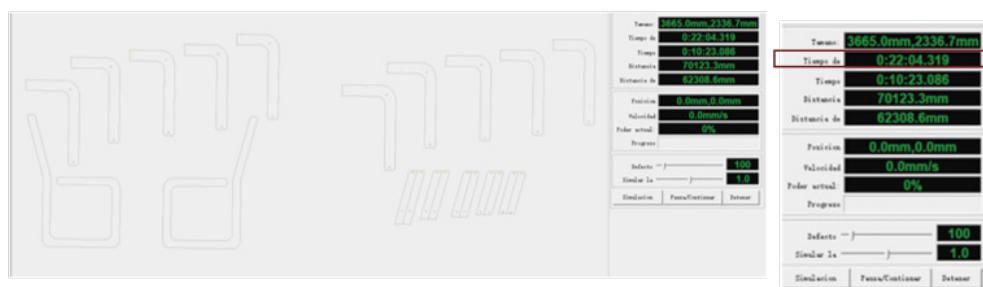 Tamano: 3665.0mm,2336.7mm
Tiempo de 0:22:04.319
Tiempo 0:10:23.086
Distancia 70123.3mm
Distancia de 62308.6mm
Posicion 0.0mm,0.0mm
Velocidad 0.0mm/s
Poder actual: 0%
Progreso
Defecto 100
Simular la 1.0
Simulacion Pausa/Continuar Detener
Tamano: 3665.0mm,2336.7mm
Tiempo de 0:22:04.319
Tiempo 0:10:23.086
Distancia 70123.3mm
Distancia de 62308.6mm
Posicion 0.0mm,0.0mm
Velocidad 0.0mm/s
Poder actual: 0%
Progreso
Defecto 100
Simular la 1.0
Simulacion Pausa/Continuar Detener